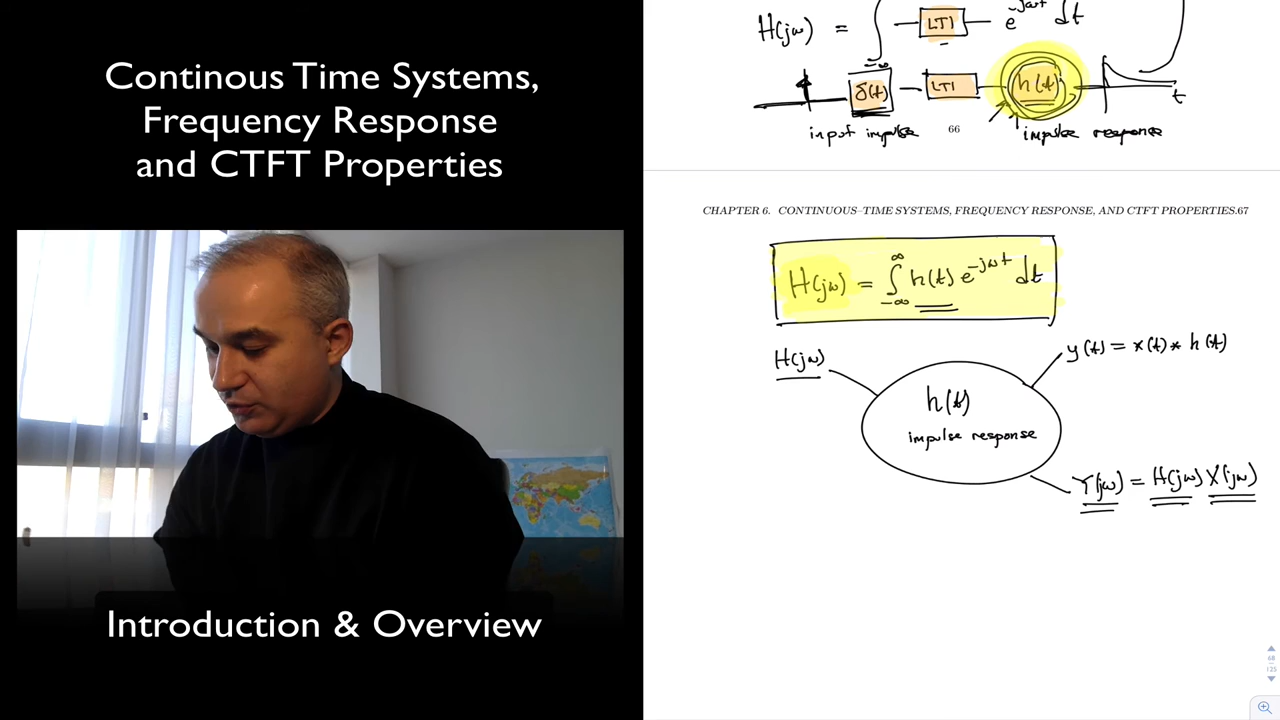 Continous Time Systems,
Frequency Response
and CTFT Properties
Introduction & Overview
H(jω) = ∫ LTI e^-jωt dt
-∞
δ(t) LTI h(t) t
input impulse 66 impulse response
CHAPTER 6. CONTINUOUS–TIME SYSTEMS, FREQUENCY RESPONSE, AND CTFT PROPERTIES.67
H(jω) = ∫_-∞^∞ h(t) e^-jωt dt
H(jω)
y(t) = x(t) * h(t)
h(t)
impulse response
Y(jω) = H(jω) X(jω)
68
125